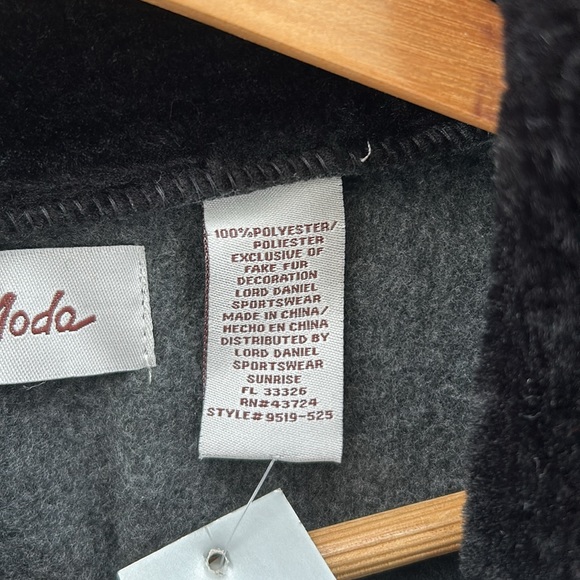 Moda
100%POLYESTER/
POLIESTER
EXCLUSIVE OF
FAKE FUR
DECORATION
LORD DANIEL
SPORTSWEAR
MADE IN CHINA/
HECHO EN CHINA
DISTRIBUTED BY
LORD DANIEL
SPORTSWEAR
SUNRISE
FL 33326
RN#43724
STYLE#9519-525